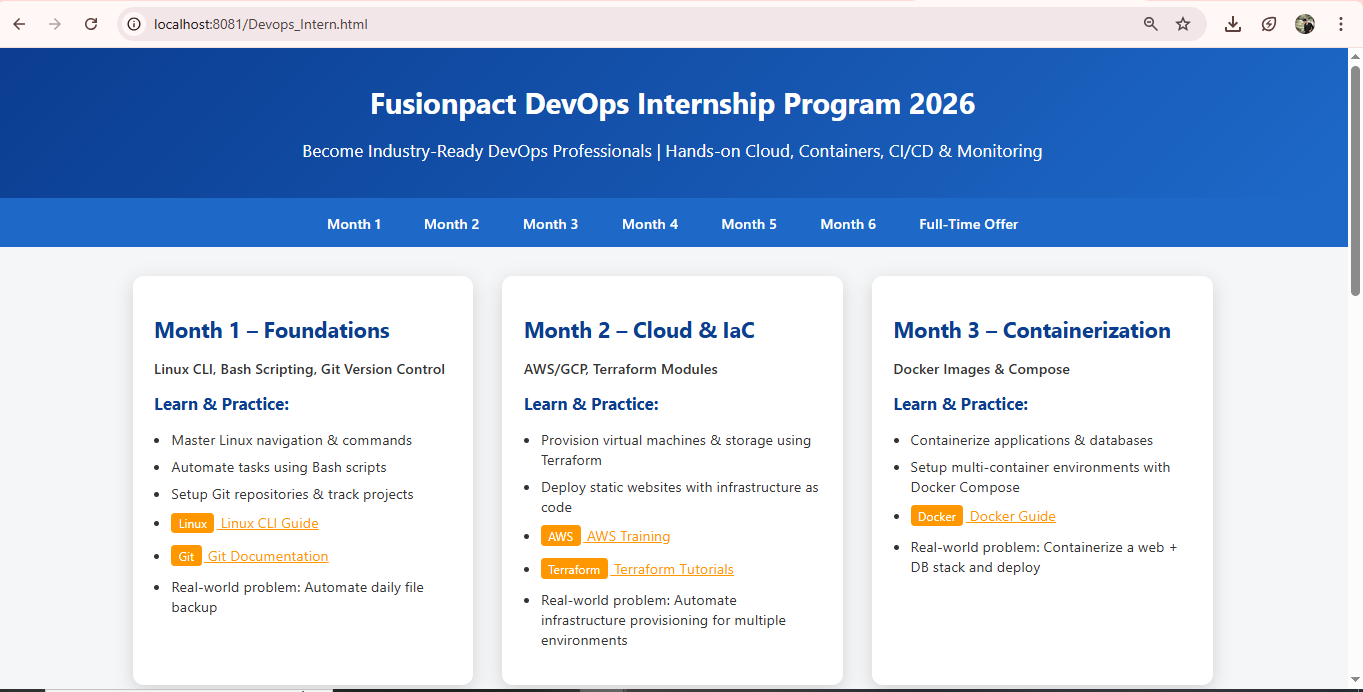 localhost:8081/Devops_Intern.html
Fusionpact DevOps Internship Program 2026
Become Industry-Ready DevOps Professionals | Hands-on Cloud, Containers, CI/CD & Monitoring
Month 1
Month 2
Month 3
Month 4
Month 5
Month 6
Full-Time Offer
Month 1 – Foundations
Linux CLI, Bash Scripting, Git Version Control
Learn & Practice:
Master Linux navigation & commands
Automate tasks using Bash scripts
Setup Git repositories & track projects
Linux Linux CLI Guide
Git Git Documentation
Real-world problem: Automate daily file
backup
Month 2 – Cloud & IaC
AWS/GCP, Terraform Modules
Learn & Practice:
Provision virtual machines & storage using
Terraform
Deploy static websites with infrastructure as
code
AWS AWS Training
Terraform Terraform Tutorials
Real-world problem: Automate
infrastructure provisioning for multiple
environments
Month 3 – Containerization
Docker Images & Compose
Learn & Practice:
Containerize applications & databases
Setup multi-container environments with
Docker Compose
Docker Docker Guide
Real-world problem: Containerize a web +
DB stack and deploy